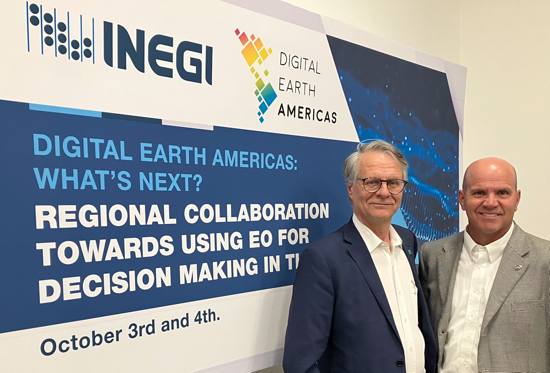 INEGI
DIGITAL
EARTH
AMERICAS
DIGITAL EARTH AMERICAS:
WHAT'S NEXT?
REGIONAL COLLABORATION
TOWARDS USING EO FOR
DECISION MAKING IN
October 3rd and 4th.